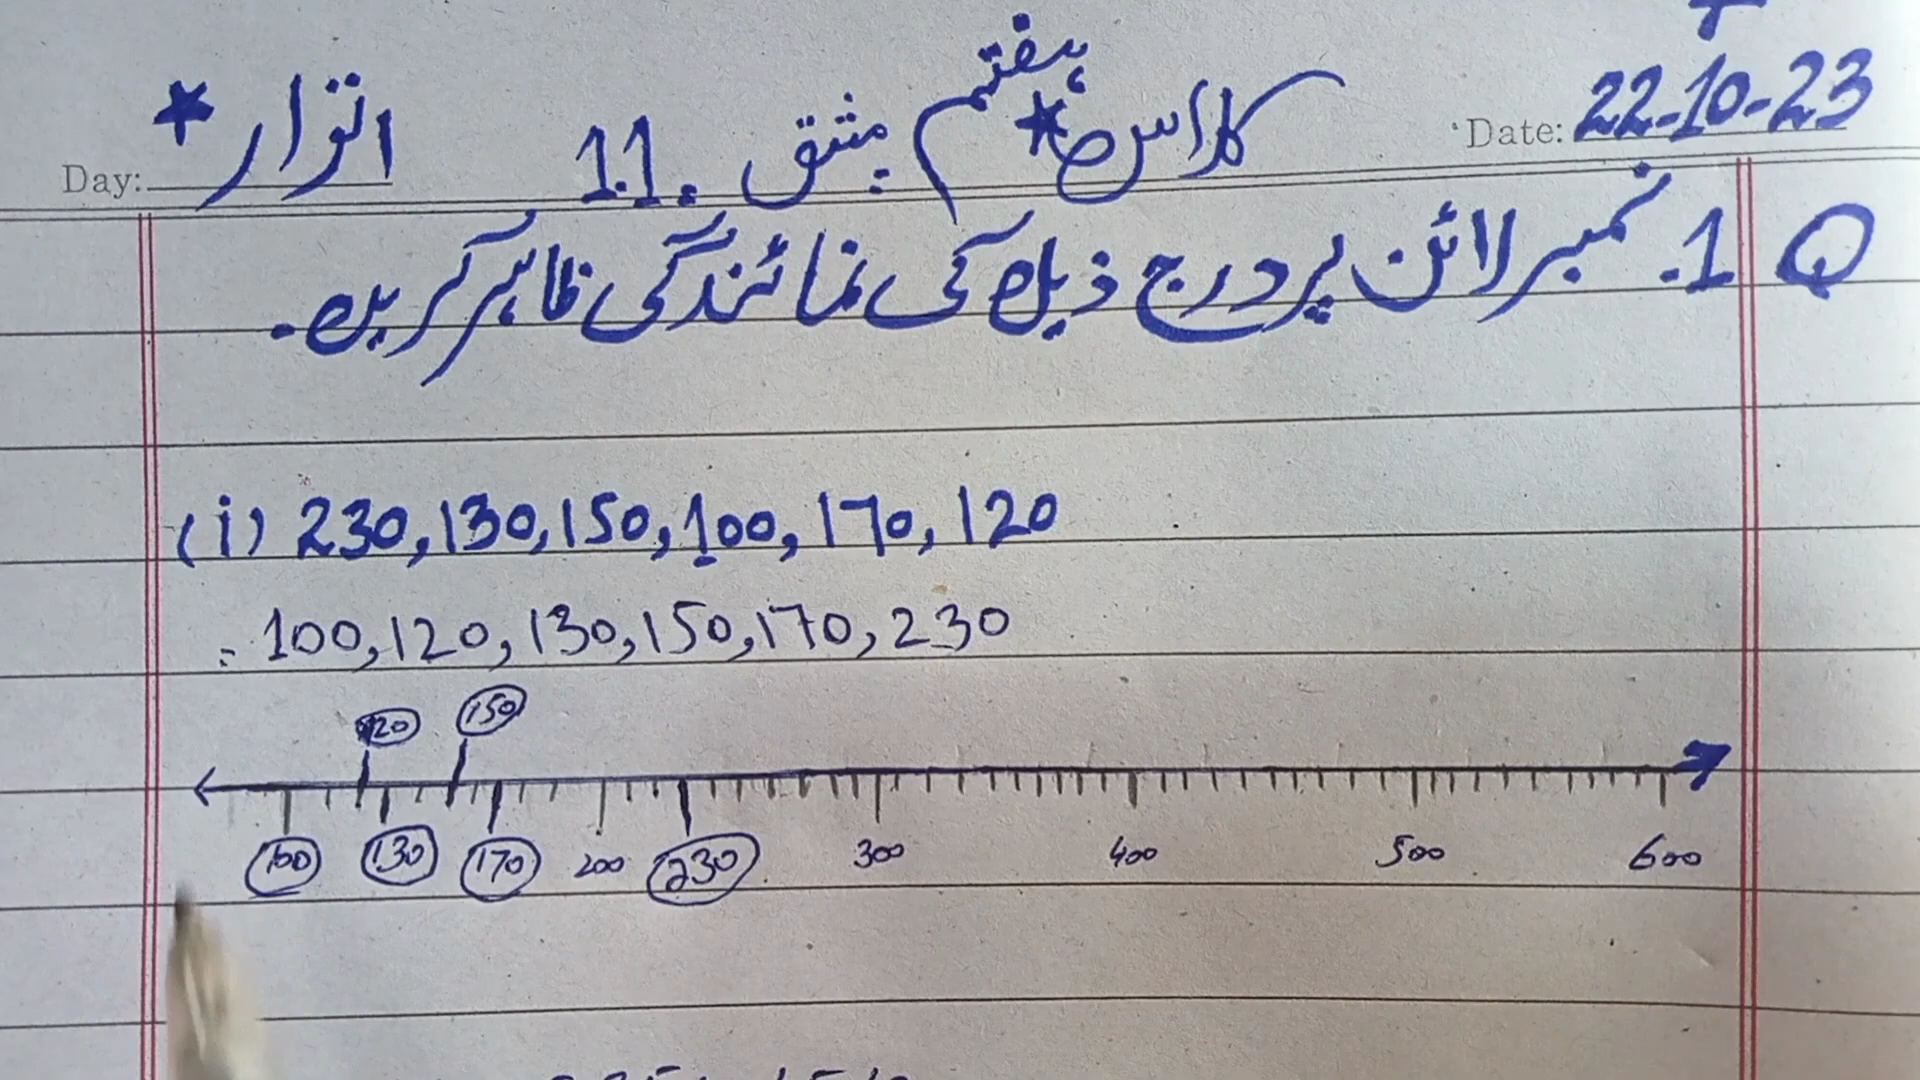 Day: اتوار * 1.1. مشق: کلاس* ہفتم Date: 22-10-23
Q 1. نمبر لائن پر درج ذیل کی نمائندگی ظاہر کریں۔
(i) 230, 130, 150, 100, 170, 120
= 100, 120, 130, 150, 170, 230
120 150
100 130 170 200 230 300 400 500 600